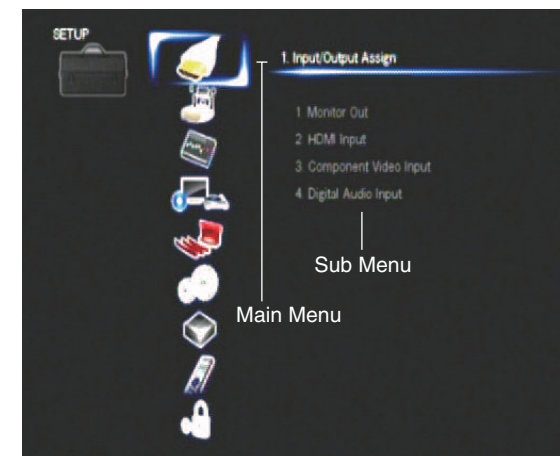 SETUP
1. Input/Output Assign
1. Monitor Out
2. HDMI Input
3. Component Video Input
4. Digital Audio Input
Sub Menu
Main Menu